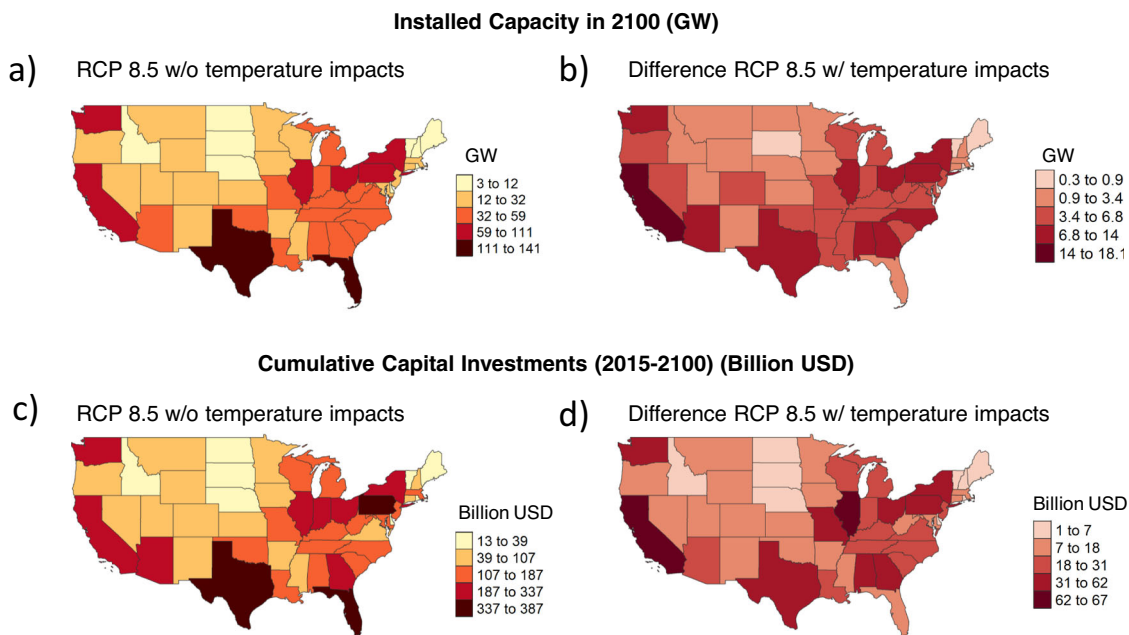 Installed Capacity in 2100 (GW)
a)
RCP 8.5 w/o temperature impacts
b)
Difference RCP 8.5 w/ temperature impacts
GW
3 to 12
12 to 32
32 to 59
59 to 111
111 to 141
GW
0.3 to 0.9
0.9 to 3.4
3.4 to 6.8
6.8 to 14
14 to 18.1
Cumulative Capital Investments (2015-2100) (Billion USD)
c)
RCP 8.5 w/o temperature impacts
d)
Difference RCP 8.5 w/ temperature impacts
Billion USD
13 to 39
39 to 107
107 to 187
187 to 337
337 to 387
Billion USD
1 to 7
7 to 18
18 to 31
31 to 62
62 to 67